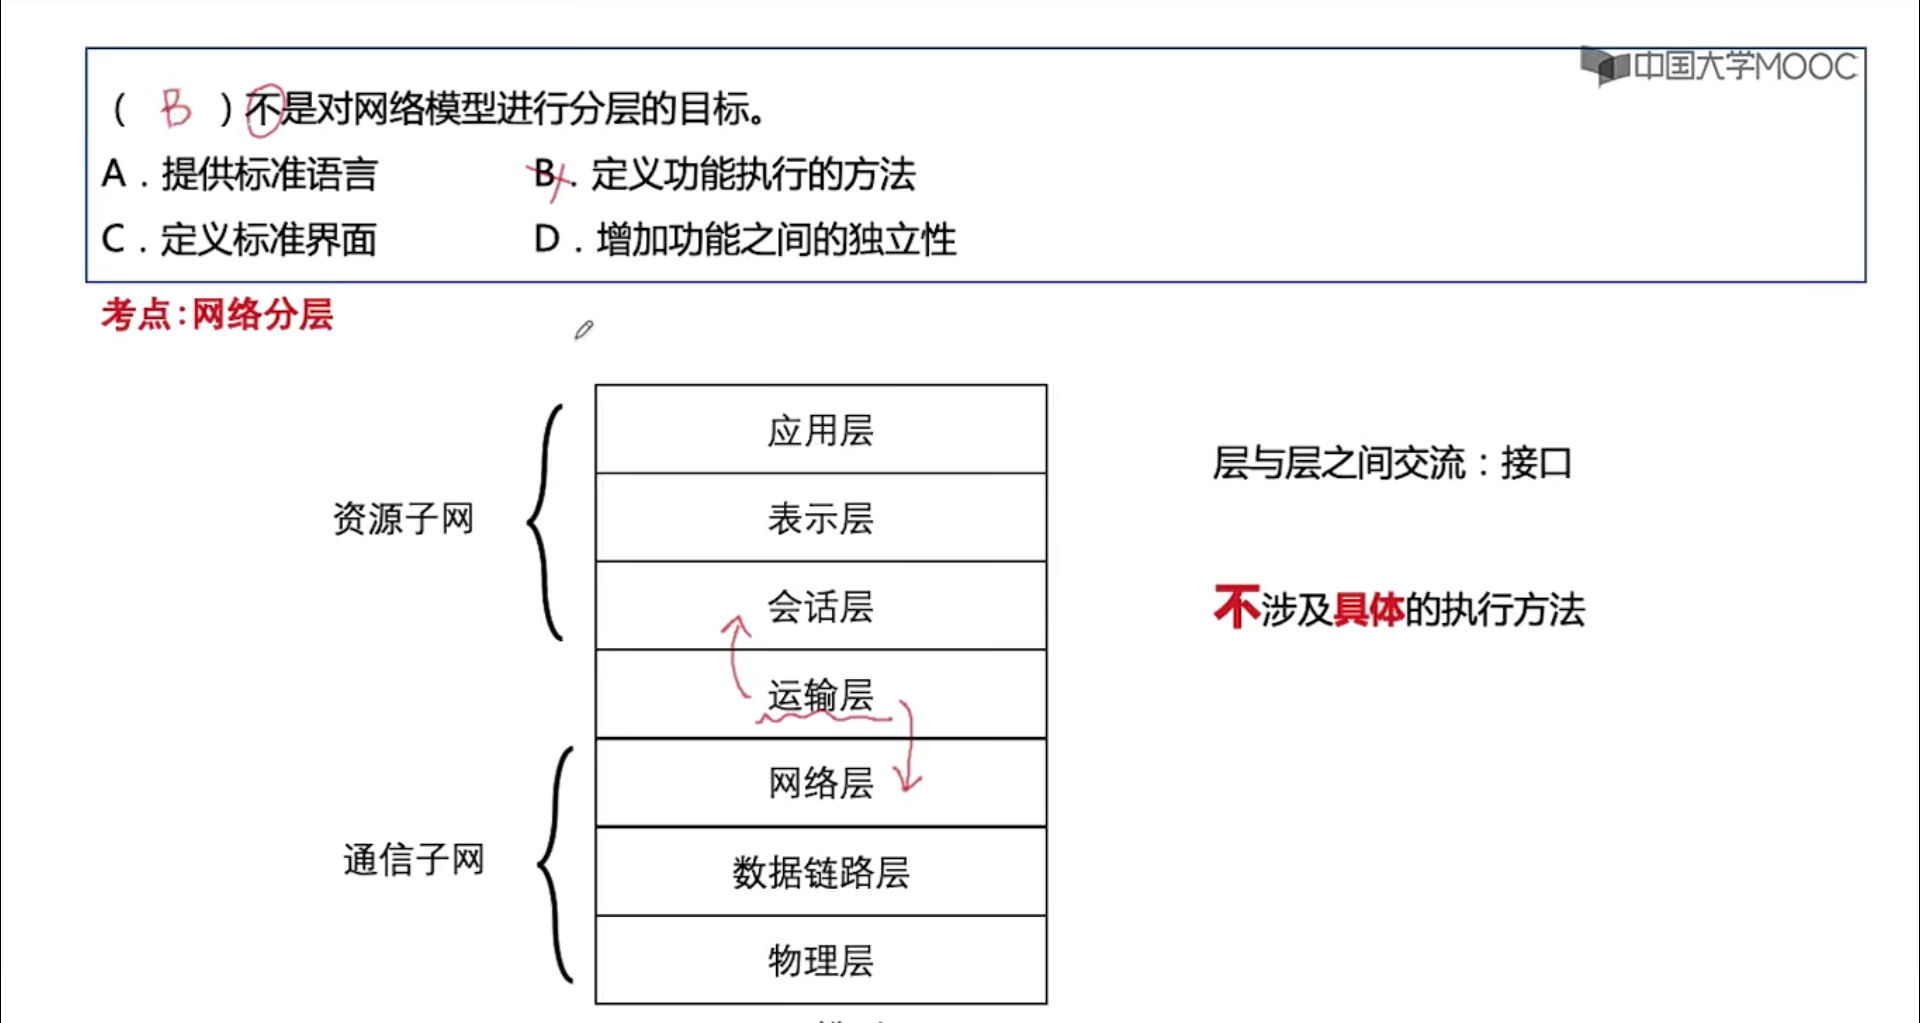 中国大学MOOC
( B )不是对网络模型进行分层的目标。
A．提供标准语言 B．定义功能执行的方法
C．定义标准界面 D．增加功能之间的独立性
考点:网络分层
应用层
层与层之间交流：接口
资源子网
表示层
会话层
不涉及具体的执行方法
运输层
网络层
通信子网
数据链路层
物理层